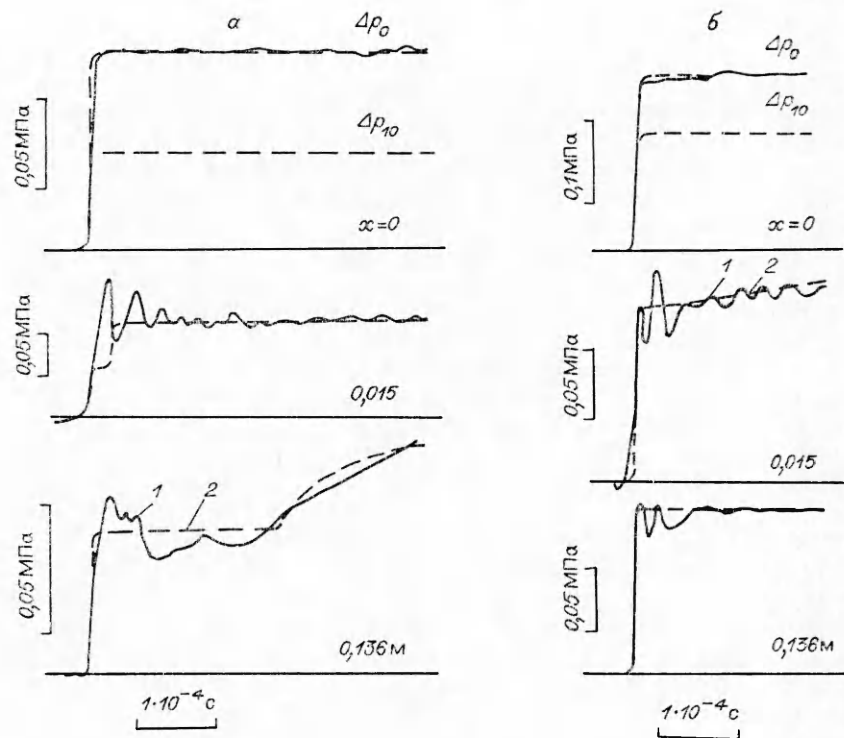 а
Δp₀
0,05 МПа
Δp₁₀
x=0
0,05 МПа
0,015
1
2
0,05 МПа
0,136 м
1·10⁻⁴ с
б
Δp₀
Δp₁₀
0,1 МПа
x=0
1
2
0,05 МПа
0,015
0,05 МПа
0,136 м
1·10⁻⁴ с